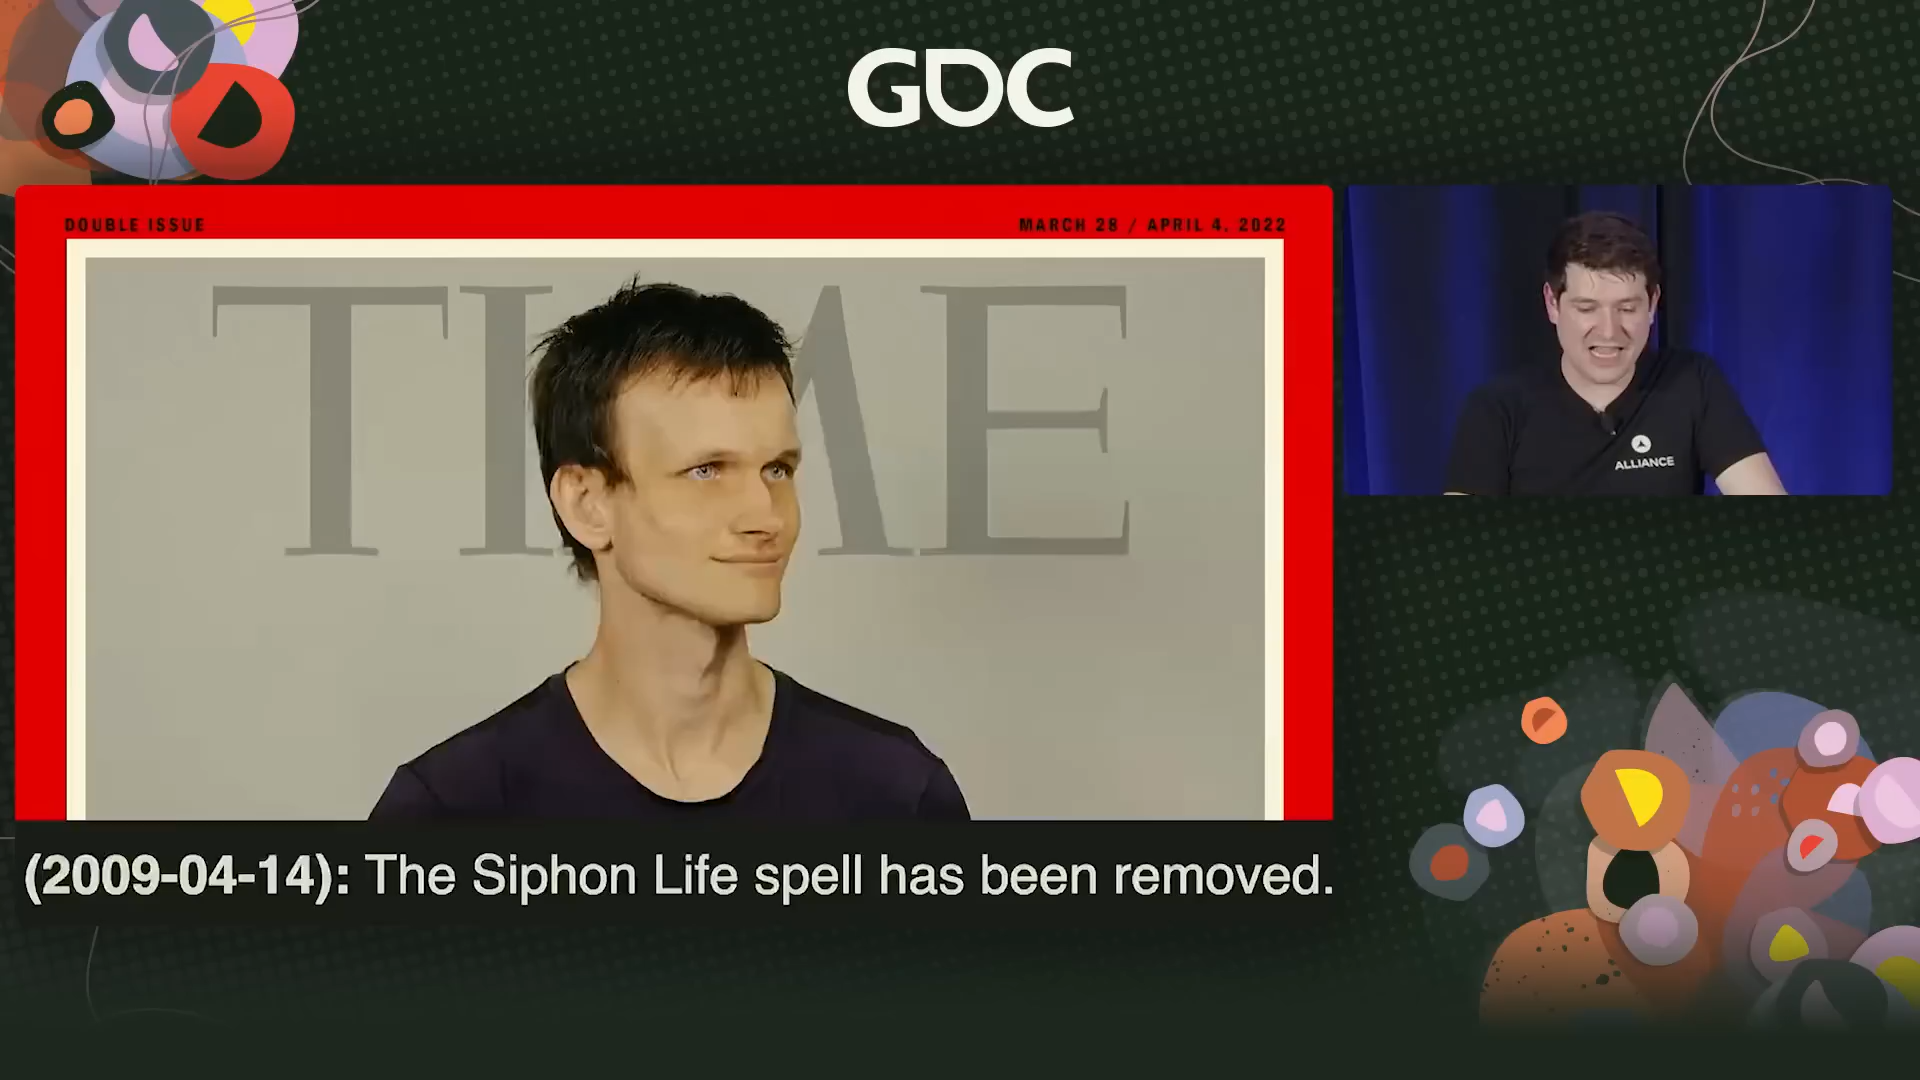 GDC
DOUBLE ISSUE
MARCH 28 / APRIL 4, 2022
TIME
ALLIANCE
(2009-04-14): The Siphon Life spell has been removed.